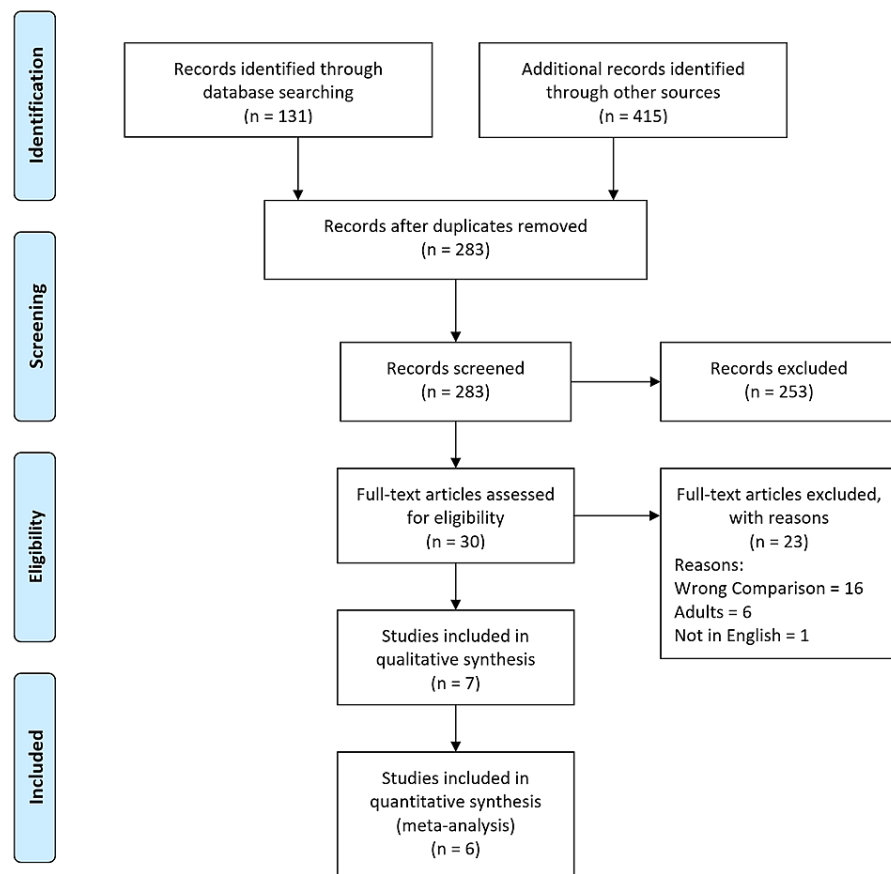 Identification
Records identified through
database searching
(n = 131)
Additional records identified
through other sources
(n = 415)
Records after duplicates removed
(n = 283)
Screening
Records screened
(n = 283)
Records excluded
(n = 253)
Eligibility
Full-text articles assessed
for eligibility
(n = 30)
Full-text articles excluded,
with reasons
(n = 23)
Reasons:
Wrong Comparison = 16
Adults = 6
Not in English = 1
Studies included in
qualitative synthesis
(n = 7)
Included
Studies included in
quantitative synthesis
(meta-analysis)
(n = 6)